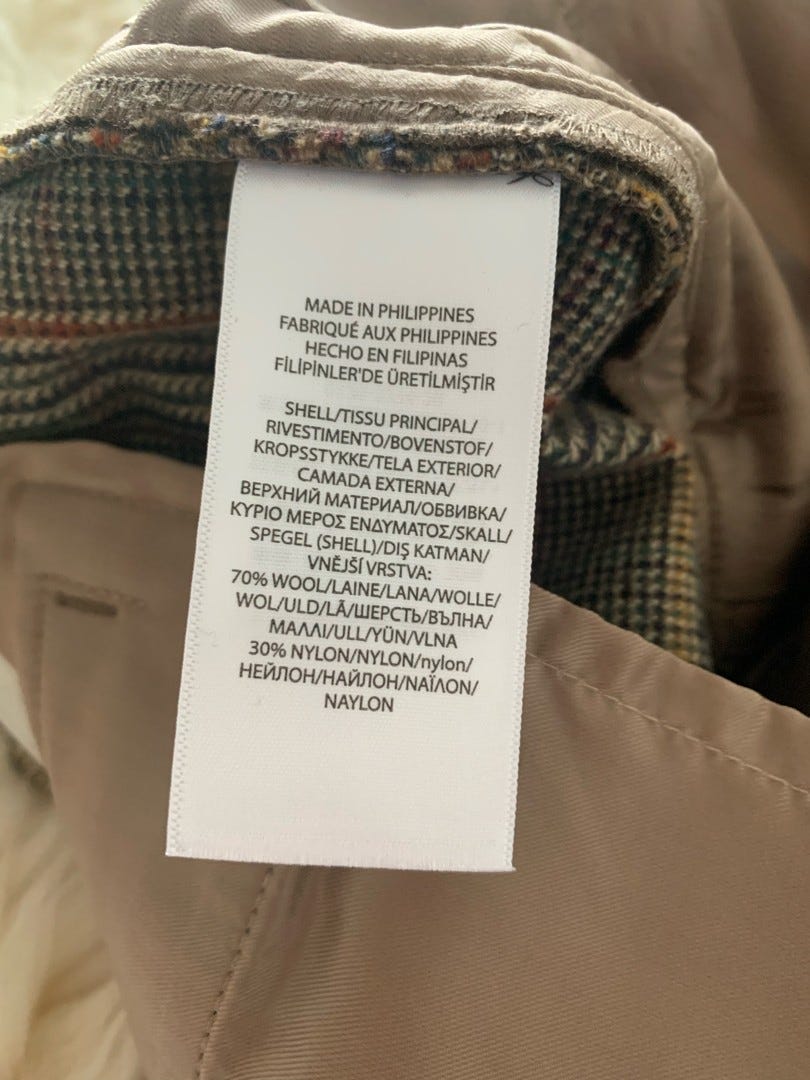 MADE IN PHILIPPINES
FABRIQUÉ AUX PHILIPPINES
HECHO EN FILIPINAS
FİLİPİNLER'DE ÜRETİLMİŞTİR
SHELL/TISSU PRINCIPAL/
RIVESTIMENTO/BOVENSTOF/
KROPSSTYKKE/TELA EXTERIOR/
CAMADA EXTERNA/
ВЕРХНИЙ МАТЕРИАЛ/ОБВИВКА/
ΚΥΡΙΟ ΜΕΡΟΣ ΕΝΔΥΜΑΤΟΣ/SKALL/
SPEGEL (SHELL)/DIŞ KATMAN/
VNĚJŠÍ VRSTVA:
70% WOOL/LAINE/LANA/WOLLE/
WOL/ULD/LÃ/ШЕРСТЬ/ВЪЛНА/
ΜΑΛΛΙ/ULL/YÜN/VLNA
30% NYLON/NYLON/nylon/
НЕЙЛОН/НАЙЛОН/ΝΑΪΛΟΝ/
NAYLON